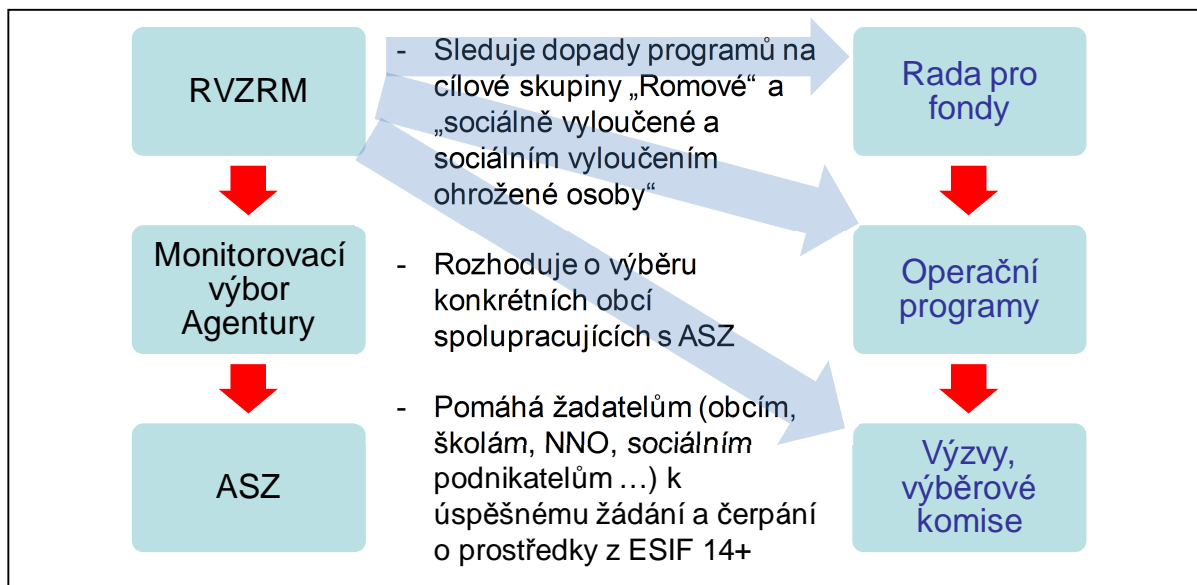 RVZRM
- Sleduje dopady programů na
cílové skupiny „Romové“ a
„sociálně vyloučené a
sociálním vyloučením
ohrožené osoby“
Rada pro
fondy
Monitorovací
výbor
Agentury
- Rozhoduje o výběru
konkrétních obcí
spolupracujících s ASZ
Operační
programy
ASZ
- Pomáhá žadatelům (obcím,
školám, NNO, sociálním
podnikatelům …) k
úspěšnému žádání a čerpání
o prostředky z ESIF 14+
Výzvy,
výběrové
komise